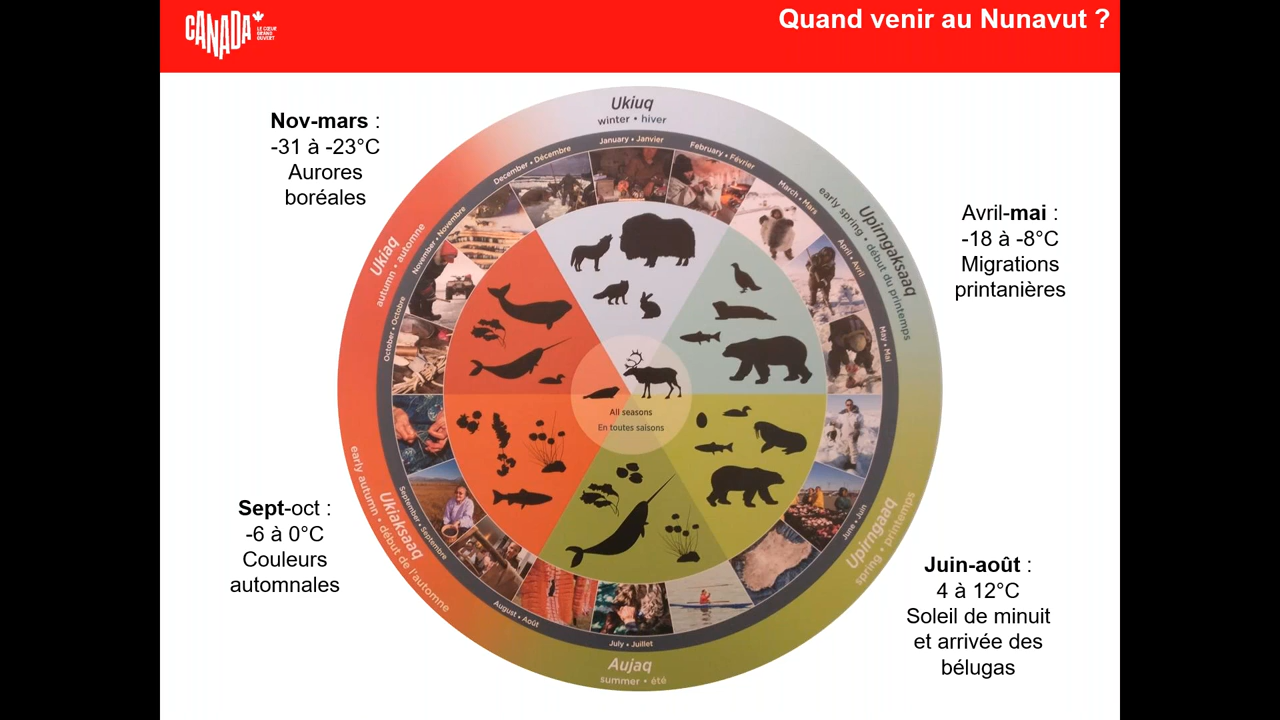 CANADA
LE CŒUR
GRAND
OUVERT
Quand venir au Nunavut ?
Nov-mars :
-31 à -23°C
Aurores
boréales
Avril-mai :
-18 à -8°C
Migrations
printanières
Sept-oct :
-6 à 0°C
Couleurs
automnales
Juin-août :
4 à 12°C
Soleil de minuit
et arrivée des
bélugas
Ukiuq
winter • hiver
Upirngaksaaq
early spring • début du printemps
Upirngaaq
spring • printemps
Aujaq
summer • été
Ukiaksaaq
early autumn • début de l'automne
Ukiaq
autumn • automne
January • Janvier
February • Février
March • Mars
April • Avril
May • Mai
June • Juin
July • Juillet
August • Août
September • Septembre
October • Octobre
November • Novembre
December • Décembre
All seasons
En toutes saisons